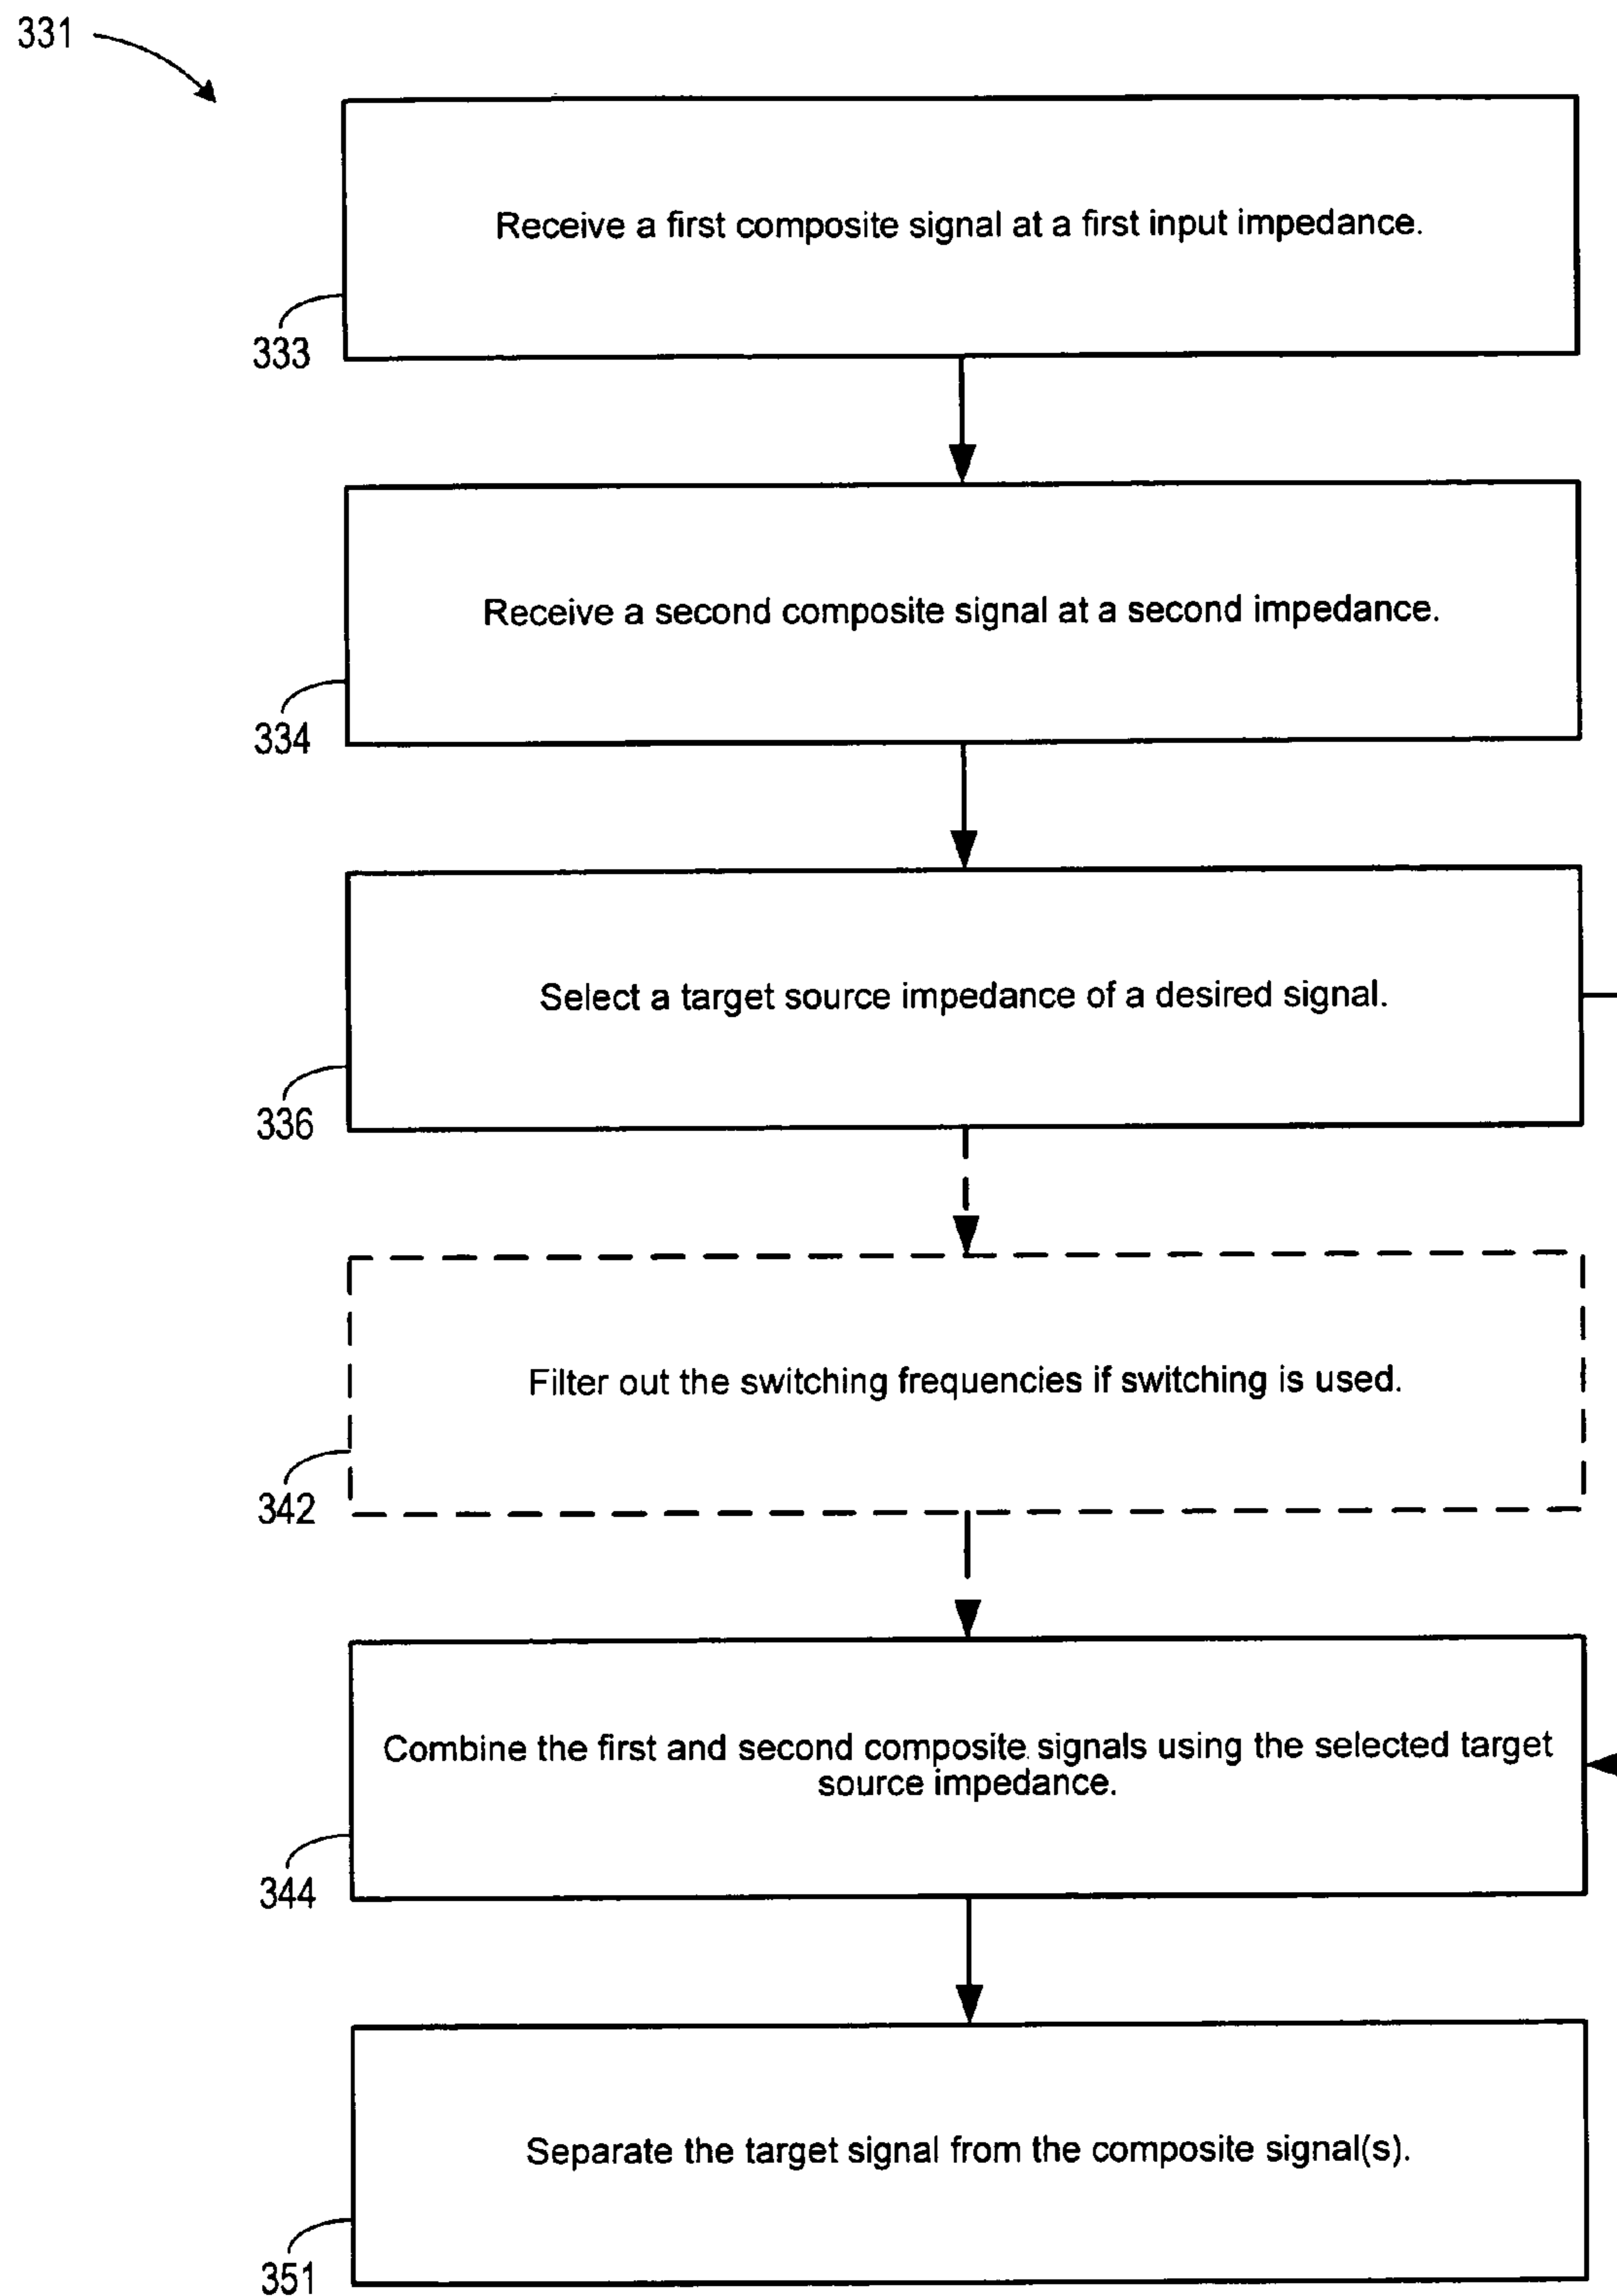 331
Receive a first composite signal at a first input impedance.
333
Receive a second composite signal at a second impedance.
334
Select a target source impedance of a desired signal.
336
Filter out the switching frequencies if switching is used.
342
Combine the first and second composite signals using the selected target
source impedance.
344
Separate the target signal from the composite signal(s).
351